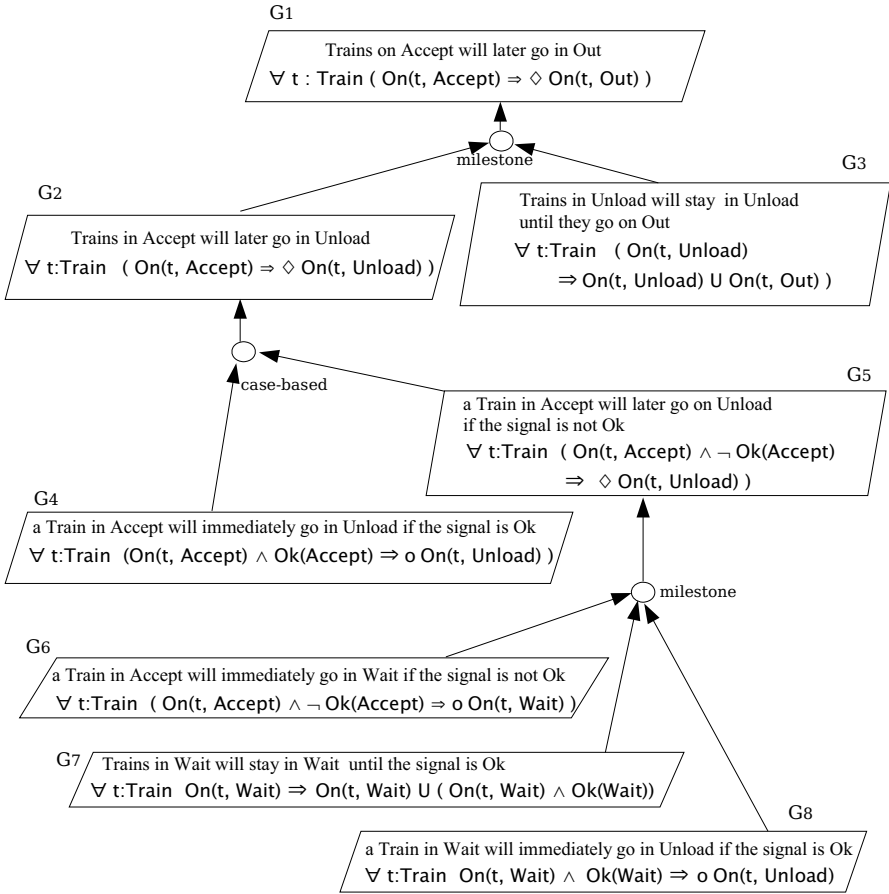 G1
Trains on Accept will later go in Out
∀ t : Train ( On(t, Accept) ⇒ ◇ On(t, Out) )
milestone
G2
Trains in Accept will later go in Unload
∀ t:Train ( On(t, Accept) ⇒ ◇ On(t, Unload) )
G3
Trains in Unload will stay in Unload
until they go on Out
∀ t:Train ( On(t, Unload)
⇒ On(t, Unload) U On(t, Out) )
case-based
G5
a Train in Accept will later go on Unload
if the signal is not Ok
∀ t:Train ( On(t, Accept) ∧ ¬ Ok(Accept)
⇒ ◇ On(t, Unload) )
G4
a Train in Accept will immediately go in Unload if the signal is Ok
∀ t:Train (On(t, Accept) ∧ Ok(Accept) ⇒ o On(t, Unload) )
milestone
G6
a Train in Accept will immediately go in Wait if the signal is not Ok
∀ t:Train ( On(t, Accept) ∧ ¬ Ok(Accept) ⇒ o On(t, Wait) )
G7
Trains in Wait will stay in Wait until the signal is Ok
∀ t:Train On(t, Wait) ⇒ On(t, Wait) U ( On(t, Wait) ∧ Ok(Wait))
G8
a Train in Wait will immediately go in Unload if the signal is Ok
∀ t:Train On(t, Wait) ∧ Ok(Wait) ⇒ o On(t, Unload)